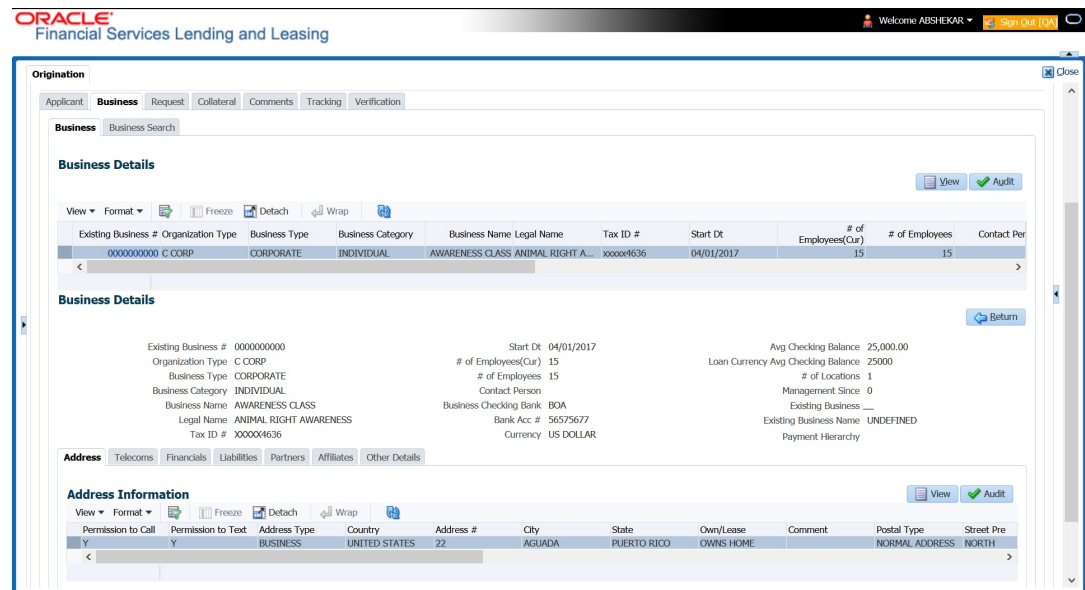 ORACLE
Financial Services Lending and Leasing
Welcome ABSHEKAR
Sign Out [QA]
Origination
Close
Applicant Business Request Collateral Comments Tracking Verification
Business Business Search
Business Details
View Audit
View Format Freeze Detach Wrap
Existing Business # Organization Type Business Type Business Category Business Name Legal Name Tax ID # Start Dt # of Employees(Cur) # of Employees Contact Per
0000000000 C CORP CORPORATE INDIVIDUAL AWARENESS CLASS ANIMAL RIGHT A... xxxxx4636 04/01/2017 15 15
Business Details
Return
Existing Business # 0000000000 Start Dt 04/01/2017 Avg Checking Balance 25,000.00
Organization Type C CORP # of Employees(Cur) 15 Loan Currency Avg Checking Balance 25000
Business Type CORPORATE # of Employees 15 # of Locations 1
Business Category INDIVIDUAL Contact Person Management Since 0
Business Name AWARENESS CLASS Business Checking Bank BOA Existing Business __
Legal Name ANIMAL RIGHT AWARENESS Bank Acc # 56575677 Existing Business Name UNDEFINED
Tax ID # XXXXX4636 Currency US DOLLAR Payment Hierarchy
Address Telecoms Financials Liabilities Partners Affiliates Other Details
Address Information
View Audit
View Format Freeze Detach Wrap
Permission to Call Permission to Text Address Type Country Address # City State Own/Lease Comment Postal Type Street Pre
Y Y BUSINESS UNITED STATES 22 AGUADA PUERTO RICO OWNS HOME NORMAL ADDRESS NORTH